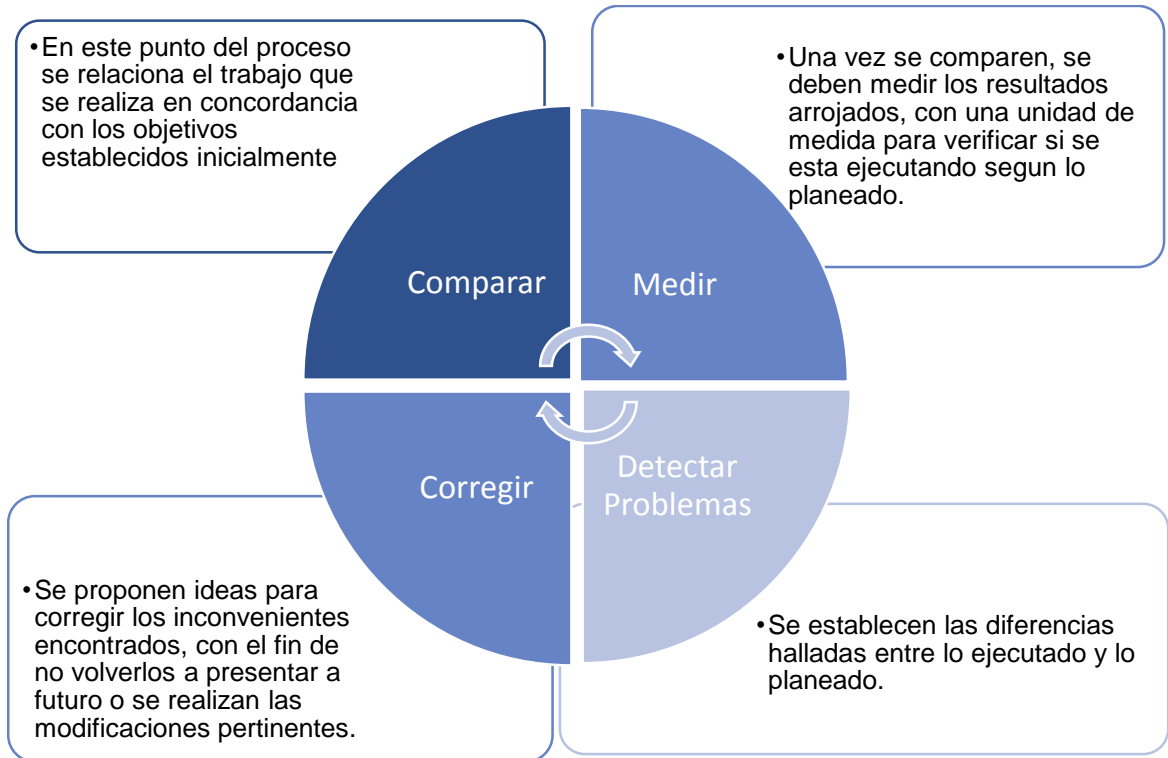 •En este punto del proceso
se relaciona el trabajo que
se realiza en concordancia
con los objetivos
establecidos inicialmente
•Una vez se comparen, se
deben medir los resultados
arrojados, con una unidad de
medida para verificar si se
esta ejecutando segun lo
planeado.
Comparar
Medir
Corregir
Detectar
Problemas
•Se proponen ideas para
corregir los inconvenientes
encontrados, con el fin de
no volverlos a presentar a
futuro o se realizan las
modificaciones pertinentes.
•Se establecen las diferencias
halladas entre lo ejecutado y lo
planeado.